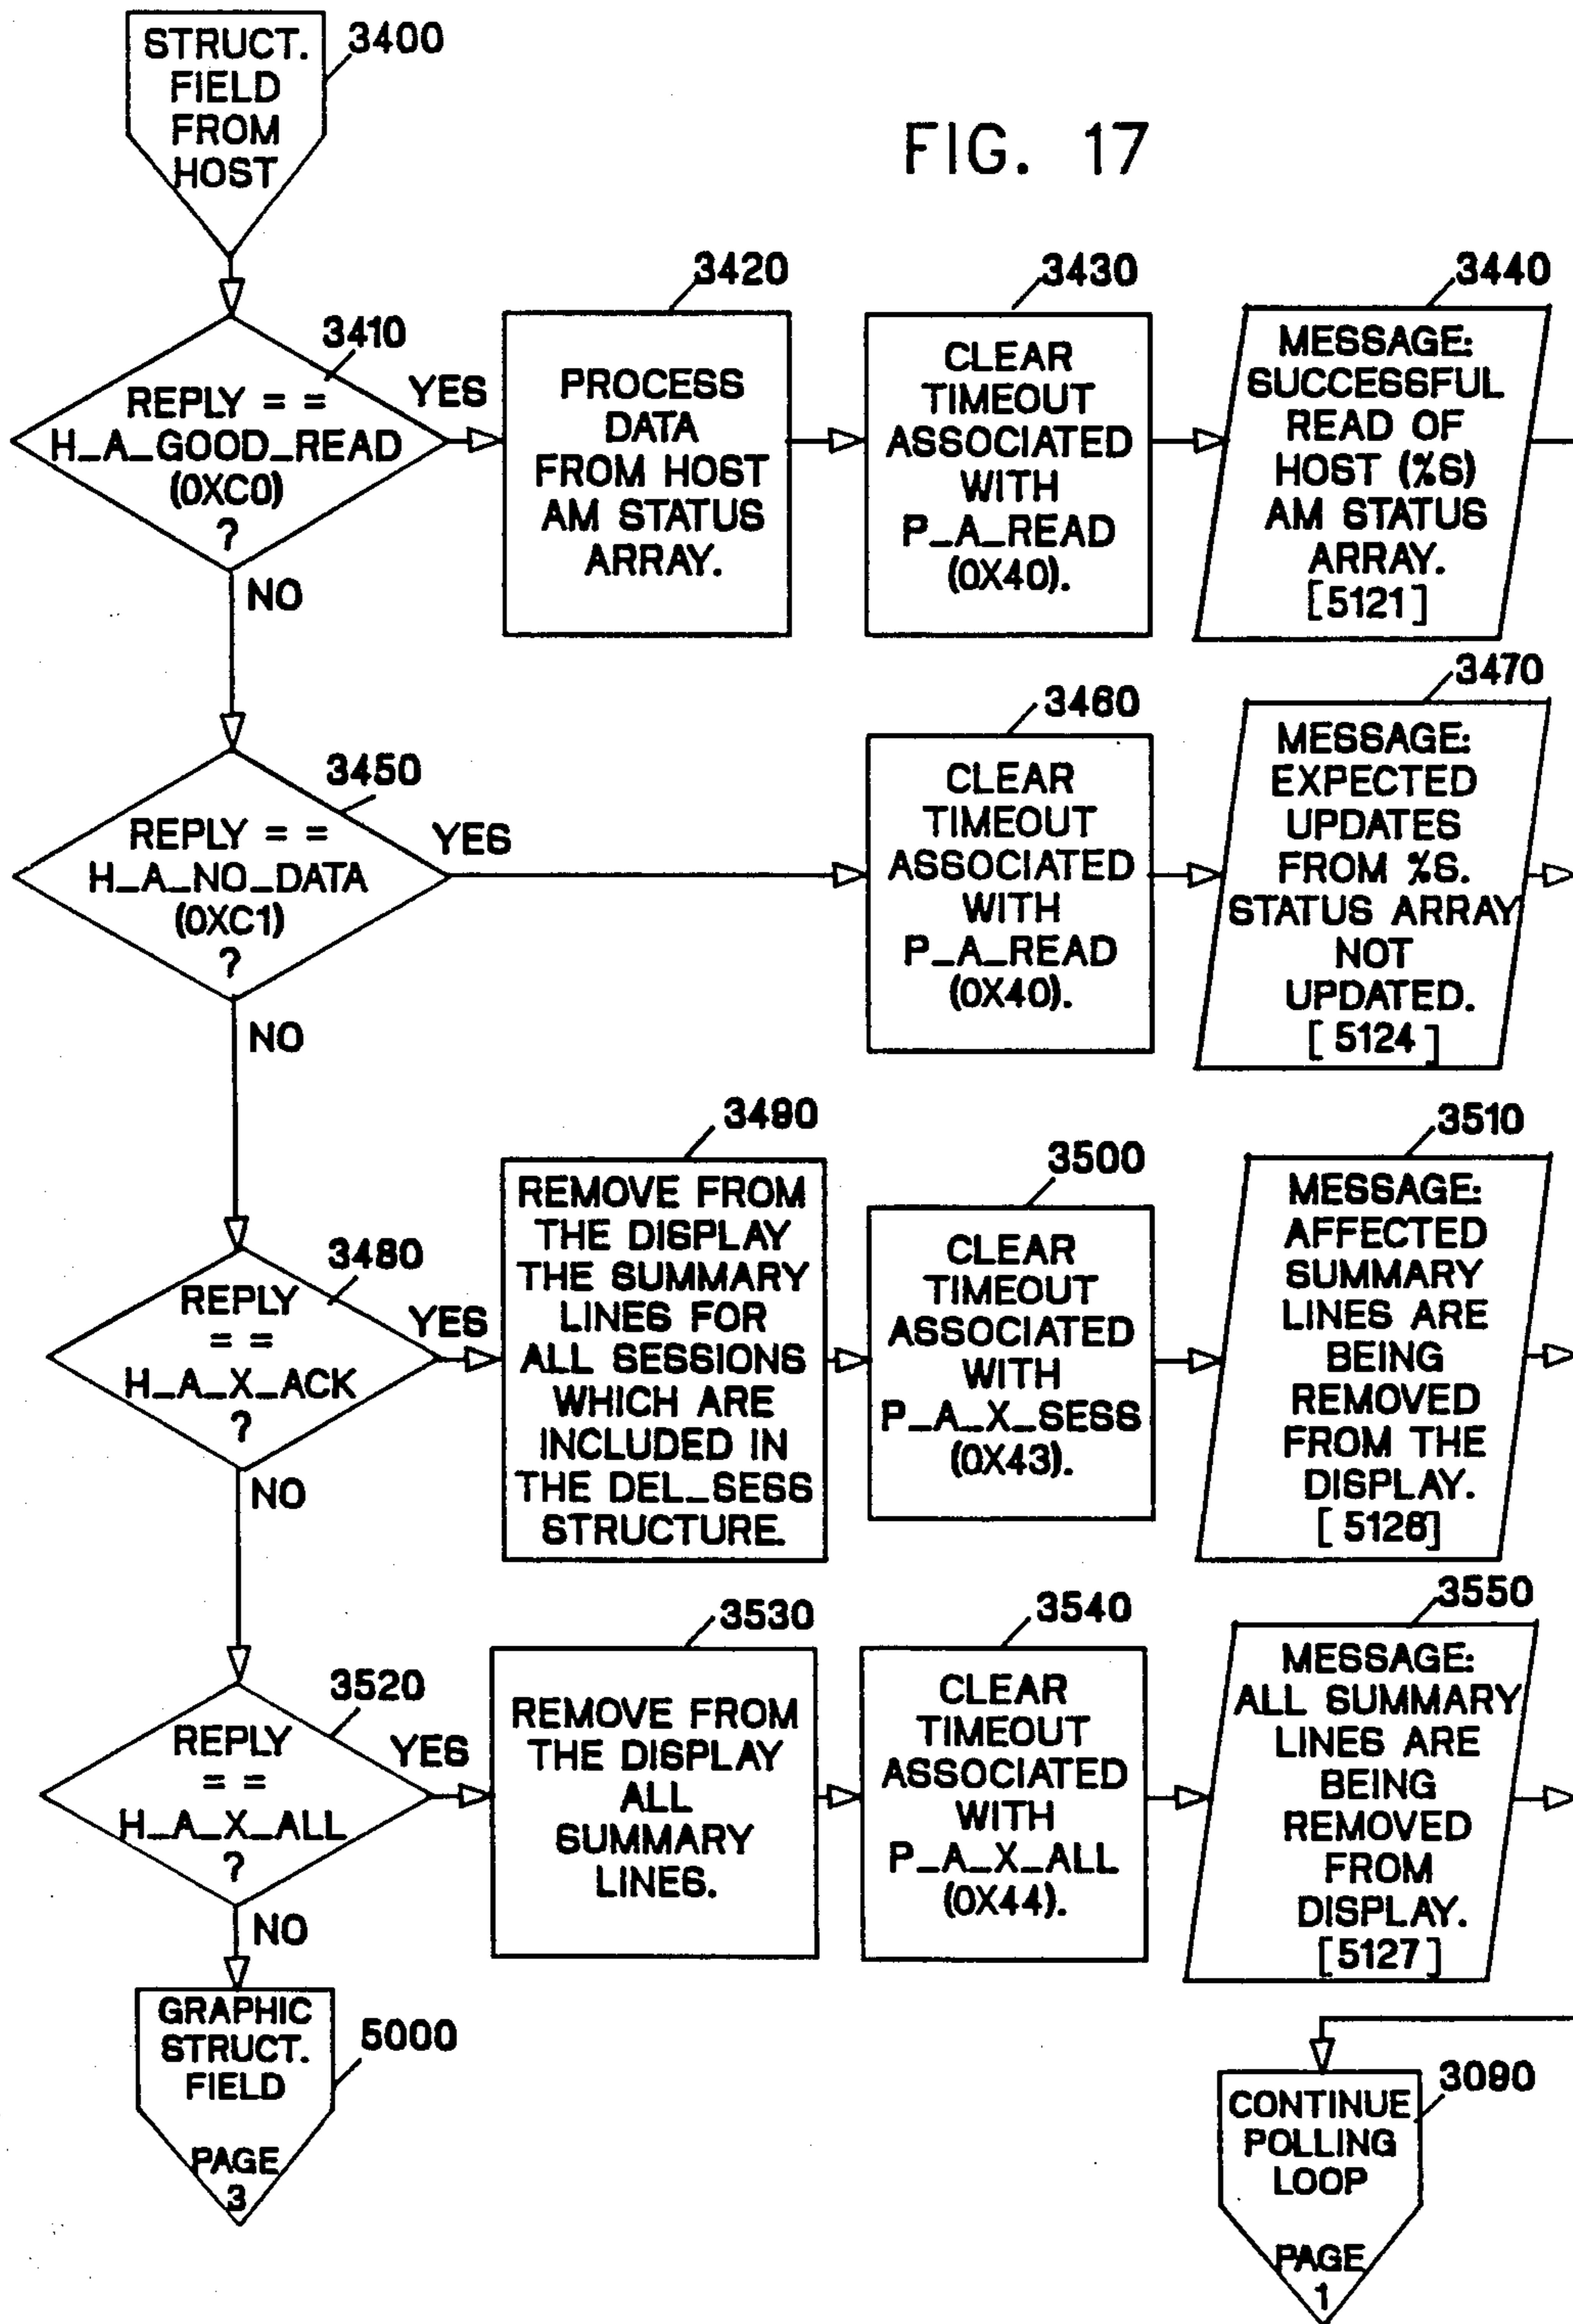 FIG. 17
STRUCT.
FIELD
FROM
HOST
3400
3410
REPLY = =
H_A_GOOD_READ
(0XC0)
?
YES
NO
3420
PROCESS
DATA
FROM HOST
AM STATUS
ARRAY.
3430
CLEAR
TIMEOUT
ASSOCIATED
WITH
P_A_READ
(0X40).
3440
MESSAGE:
SUCCESSFUL
READ OF
HOST (%S)
AM STATUS
ARRAY.
[5121]
3450
REPLY = =
H_A_NO_DATA
(0XC1)
?
YES
NO
3460
CLEAR
TIMEOUT
ASSOCIATED
WITH
P_A_READ
(0X40).
3470
MESSAGE:
EXPECTED
UPDATES
FROM %S.
STATUS ARRAY
NOT
UPDATED.
[ 5124 ]
3480
REPLY
= =
H_A_X_ACK
?
YES
NO
3490
REMOVE FROM
THE DISPLAY
THE SUMMARY
LINES FOR
ALL SESSIONS
WHICH ARE
INCLUDED IN
THE DEL_SESS
STRUCTURE.
3500
CLEAR
TIMEOUT
ASSOCIATED
WITH
P_A_X_SESS
(0X43).
3510
MESSAGE:
AFFECTED
SUMMARY
LINES ARE
BEING
REMOVED
FROM THE
DISPLAY.
[ 5126]
3520
REPLY
= =
H_A_X_ALL
?
YES
NO
3530
REMOVE FROM
THE DISPLAY
ALL
SUMMARY
LINES.
3540
CLEAR
TIMEOUT
ASSOCIATED
WITH
P_A_X_ALL
(0X44).
3550
MESSAGE:
ALL SUMMARY
LINES ARE
BEING
REMOVED
FROM
DISPLAY.
[5127]
GRAPHIC
STRUCT.
FIELD
PAGE
3
5000
3090
CONTINUE
POLLING
LOOP
PAGE
1